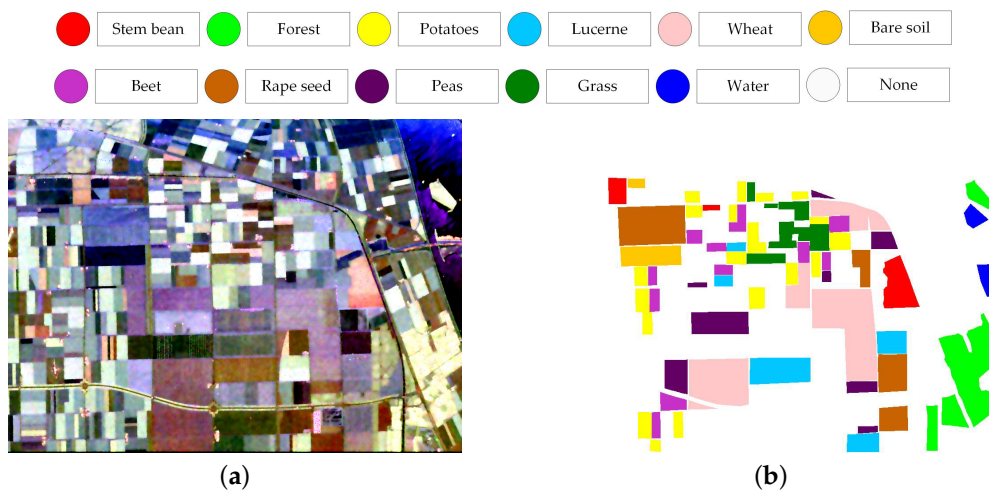 Stem bean Forest Potatoes Lucerne Wheat Bare soil
Beet Rape seed Peas Grass Water None
(a) (b)